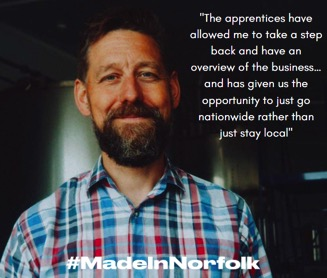 "The apprentices have
allowed me to take a step
back and have an
overview of the business...
and has given us the
opportunity to just go
nationwide rather than
just stay local"
#MadeInNorfolk